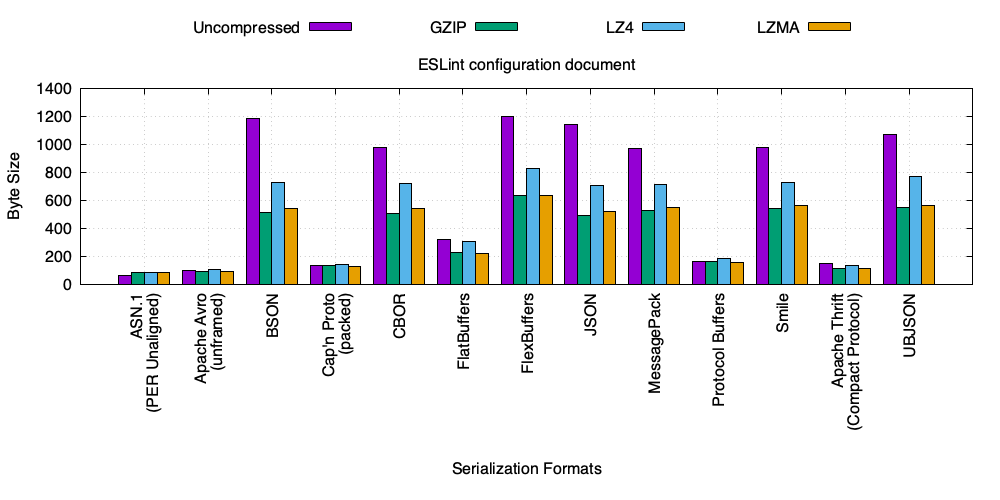 Uncompressed GZIP LZ4 LZMA
ESLint configuration document
Byte Size
1400
1200
1000
800
600
400
200
0
ASN.1
(PER Unaligned)
Apache Avro
(unframed)
BSON
Cap'n Proto
(packed)
CBOR
FlatBuffers
FlexBuffers
JSON
MessagePack
Protocol Buffers
Smile
Apache Thrift
(Compact Protocol)
UBJSON
Serialization Formats